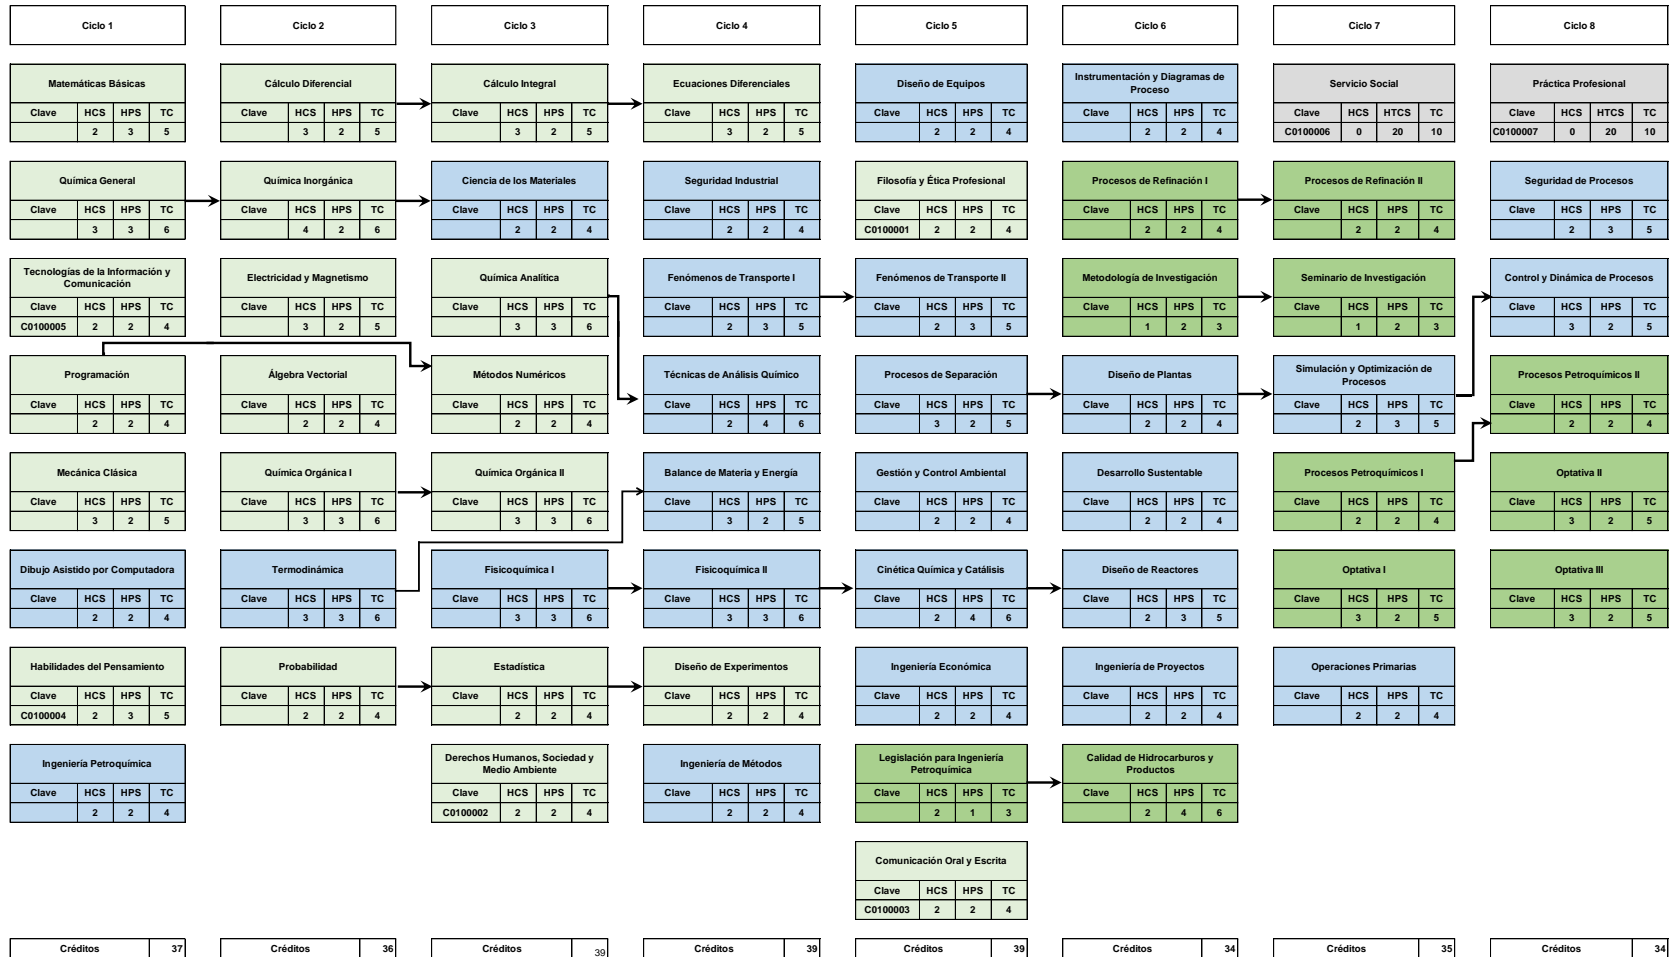 Ciclo 1 Ciclo 2 Ciclo 3 Ciclo 4 Ciclo 5 Ciclo 6 Ciclo 7 Ciclo 8
Matemáticas Básicas
Clave HCS HPS TC
2 3 5
Cálculo Diferencial
Clave HCS HPS TC
3 2 5
Cálculo Integral
Clave HCS HPS TC
3 2 5
Ecuaciones Diferenciales
Clave HCS HPS TC
3 2 5
Diseño de Equipos
Clave HCS HPS TC
2 2 4
Instrumentación y Diagramas de
Proceso
Clave HCS HPS TC
2 2 4
Servicio Social
Clave HCS HTCS TC
C0100006 0 20 10
Práctica Profesional
Clave HCS HTCS TC
C0100007 0 20 10
Química General
Clave HCS HPS TC
3 3 6
Química Inorgánica
Clave HCS HPS TC
4 2 6
Ciencia de los Materiales
Clave HCS HPS TC
2 2 4
Seguridad Industrial
Clave HCS HPS TC
2 2 4
Filosofía y Ética Profesional
Clave HCS HPS TC
C0100001 2 2 4
Procesos de Refinación I
Clave HCS HPS TC
2 2 4
Procesos de Refinación II
Clave HCS HPS TC
2 2 4
Seguridad de Procesos
Clave HCS HPS TC
2 3 5
Tecnologías de la Información y
Comunicación
Clave HCS HPS TC
C0100005 2 2 4
Electricidad y Magnetismo
Clave HCS HPS TC
3 2 5
Química Analítica
Clave HCS HPS TC
3 3 6
Fenómenos de Transporte I
Clave HCS HPS TC
2 3 5
Fenómenos de Transporte II
Clave HCS HPS TC
2 3 5
Metodología de Investigación
Clave HCS HPS TC
1 2 3
Seminario de Investigación
Clave HCS HPS TC
1 2 3
Control y Dinámica de Procesos
Clave HCS HPS TC
3 2 5
Programación
Clave HCS HPS TC
2 2 4
Álgebra Vectorial
Clave HCS HPS TC
2 2 4
Métodos Numéricos
Clave HCS HPS TC
2 2 4
Técnicas de Análisis Químico
Clave HCS HPS TC
2 4 6
Procesos de Separación
Clave HCS HPS TC
3 2 5
Diseño de Plantas
Clave HCS HPS TC
2 2 4
Simulación y Optimización de
Procesos
Clave HCS HPS TC
2 3 5
Procesos Petroquímicos II
Clave HCS HPS TC
2 2 4
Mecánica Clásica
Clave HCS HPS TC
3 2 5
Química Orgánica I
Clave HCS HPS TC
3 3 6
Química Orgánica II
Clave HCS HPS TC
3 3 6
Balance de Materia y Energía
Clave HCS HPS TC
3 2 5
Gestión y Control Ambiental
Clave HCS HPS TC
2 2 4
Desarrollo Sustentable
Clave HCS HPS TC
2 2 4
Procesos Petroquímicos I
Clave HCS HPS TC
2 2 4
Optativa II
Clave HCS HPS TC
3 2 5
Dibujo Asistido por Computadora
Clave HCS HPS TC
2 2 4
Termodinámica
Clave HCS HPS TC
3 3 6
Fisicoquímica I
Clave HCS HPS TC
3 3 6
Fisicoquímica II
Clave HCS HPS TC
3 3 6
Cinética Química y Catálisis
Clave HCS HPS TC
2 4 6
Diseño de Reactores
Clave HCS HPS TC
2 3 5
Optativa I
Clave HCS HPS TC
3 2 5
Optativa III
Clave HCS HPS TC
3 2 5
Habilidades del Pensamiento
Clave HCS HPS TC
C0100004 2 3 5
Probabilidad
Clave HCS HPS TC
2 2 4
Estadística
Clave HCS HPS TC
2 2 4
Diseño de Experimentos
Clave HCS HPS TC
2 2 4
Ingeniería Económica
Clave HCS HPS TC
2 2 4
Ingeniería de Proyectos
Clave HCS HPS TC
2 2 4
Operaciones Primarias
Clave HCS HPS TC
2 2 4
Ingeniería Petroquímica
Clave HCS HPS TC
2 2 4
Derechos Humanos, Sociedad y
Medio Ambiente
Clave HCS HPS TC
C0100002 2 2 4
Ingeniería de Métodos
Clave HCS HPS TC
2 2 4
Legislación para Ingeniería
Petroquímica
Clave HCS HPS TC
2 1 3
Calidad de Hidrocarburos y
Productos
Clave HCS HPS TC
2 4 6
Comunicación Oral y Escrita
Clave HCS HPS TC
C0100003 2 2 4
Créditos 37 Créditos 36 Créditos 39 Créditos 39 Créditos 39 Créditos 34 Créditos 35 Créditos 34